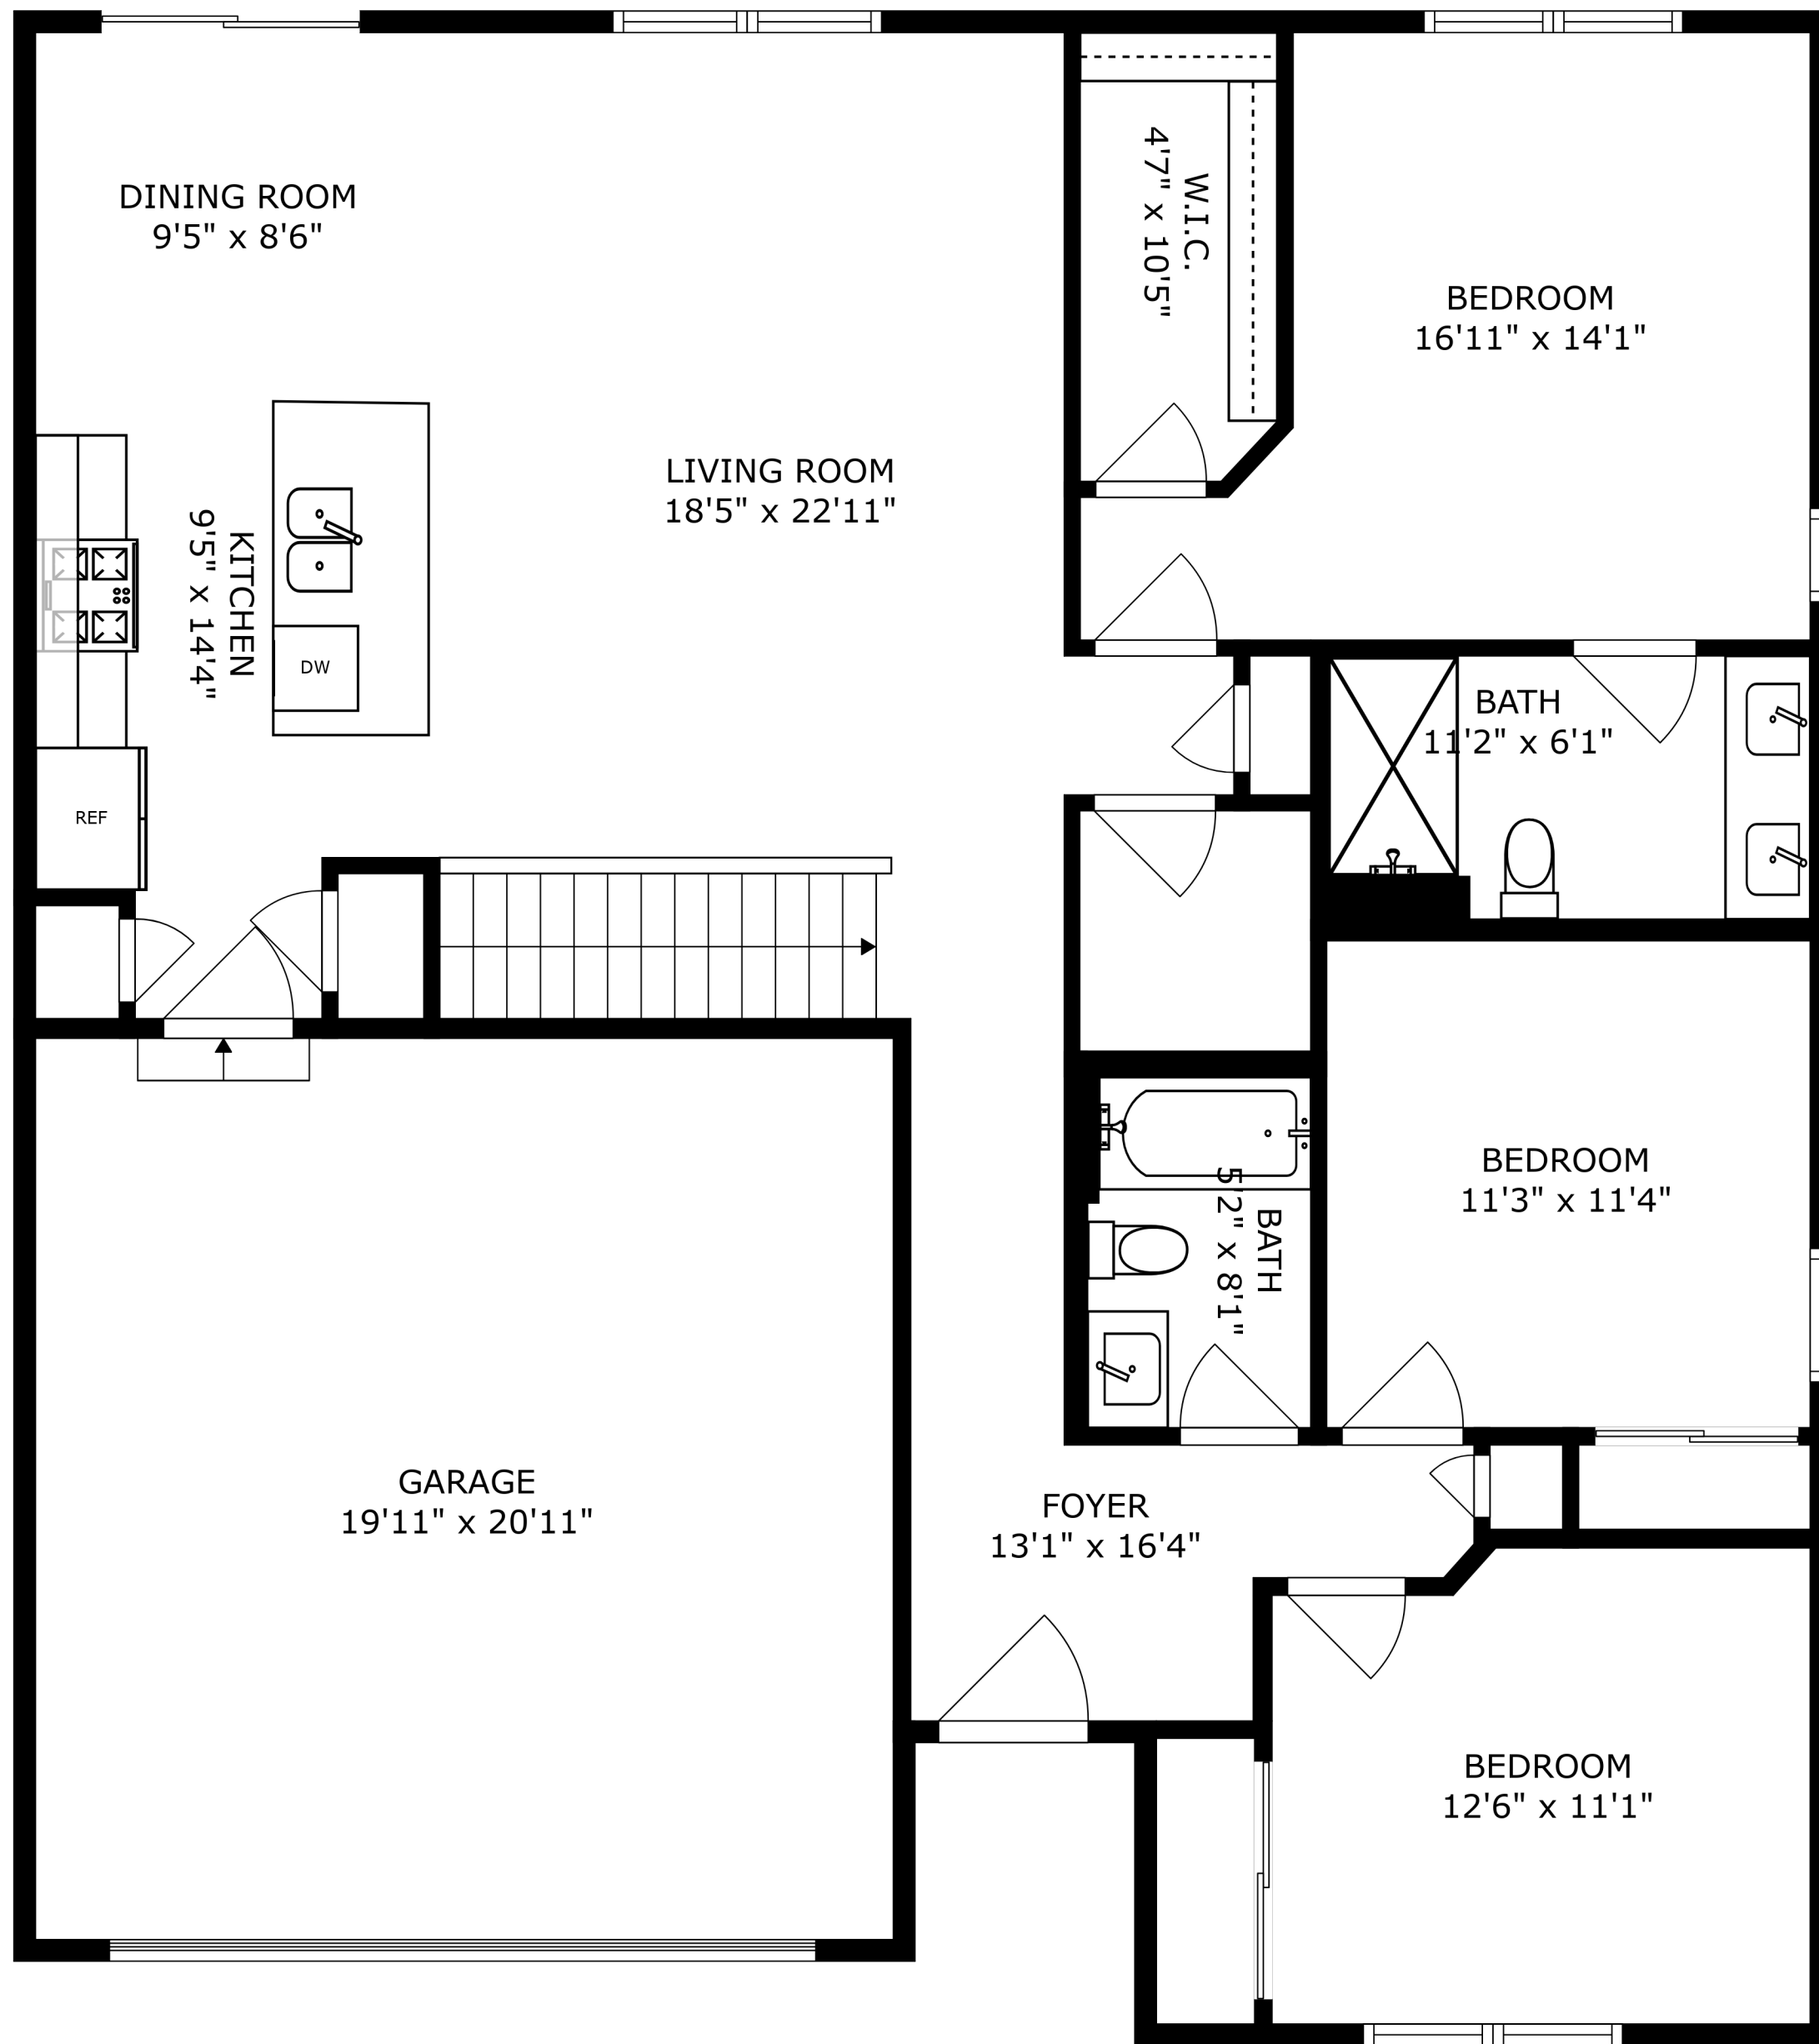 DINING ROOM
9'5" x 8'6"
W.I.C.
4'7" x 10'5"
BEDROOM
16'11" x 14'1"
LIVING ROOM
18'5" x 22'11"
KITCHEN
9'5" x 14'4"
DW
BATH
11'2" x 6'1"
REF
BEDROOM
11'3" x 11'4"
BATH
5'2" x 8'1"
GARAGE
19'11" x 20'11"
FOYER
13'1" x 16'4"
BEDROOM
12'6" x 11'1"